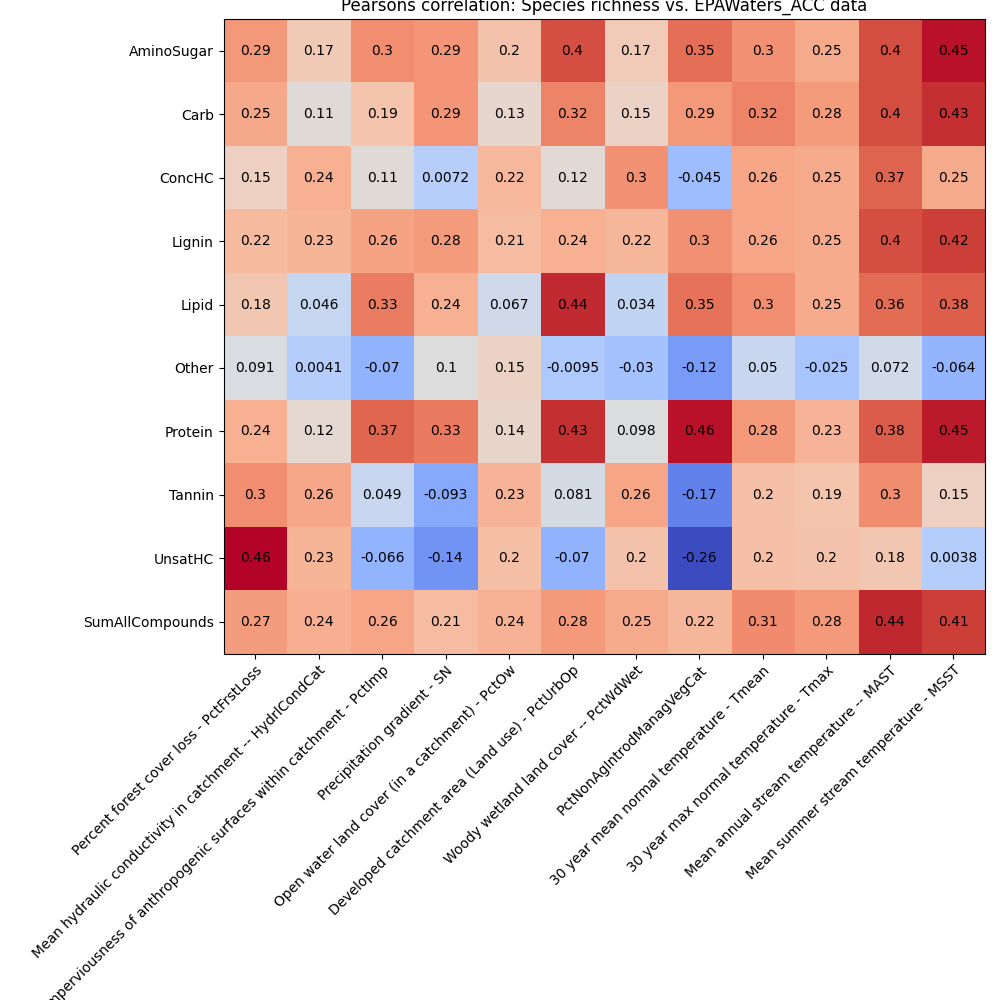 Pearsons correlation: Species richness vs. EPAWaters_ACC data
AminoSugar 0.29 0.17 0.3 0.29 0.2 0.4 0.17 0.35 0.3 0.25 0.4 0.45
Carb 0.25 0.11 0.19 0.29 0.13 0.32 0.15 0.29 0.32 0.28 0.4 0.43
ConcHC 0.15 0.24 0.11 0.0072 0.22 0.12 0.3 -0.045 0.26 0.25 0.37 0.25
Lignin 0.22 0.23 0.26 0.28 0.21 0.24 0.22 0.3 0.26 0.25 0.4 0.42
Lipid 0.18 0.046 0.33 0.24 0.067 0.44 0.034 0.35 0.3 0.25 0.36 0.38
Other 0.091 0.0041 -0.07 0.1 0.15 -0.0095 -0.03 -0.12 0.05 -0.025 0.072 -0.064
Protein 0.24 0.12 0.37 0.33 0.14 0.43 0.098 0.46 0.28 0.23 0.38 0.45
Tannin 0.3 0.26 0.049 -0.093 0.23 0.081 0.26 -0.17 0.2 0.19 0.3 0.15
UnsatHC 0.46 0.23 -0.066 -0.14 0.2 -0.07 0.2 -0.26 0.2 0.2 0.18 0.0038
SumAllCompounds 0.27 0.24 0.26 0.21 0.24 0.28 0.25 0.22 0.31 0.28 0.44 0.41
Percent forest cover loss - PctFrstLoss
Mean hydraulic conductivity in catchment -- HydrlCondCat
of anthropogenic surfaces within catchment - PctImp
Precipitation gradient - SN
Open water land cover (in a catchment) - PctOw
Developed catchment area (Land use) - PctUrbOp
Woody wetland land cover -- PctWdWet
PctNonAgIntrodManagVegCat
30 year mean normal temperature - Tmean
30 year max normal temperature - Tmax
Mean annual stream temperature -- MAST
Mean summer stream temperature - MSST